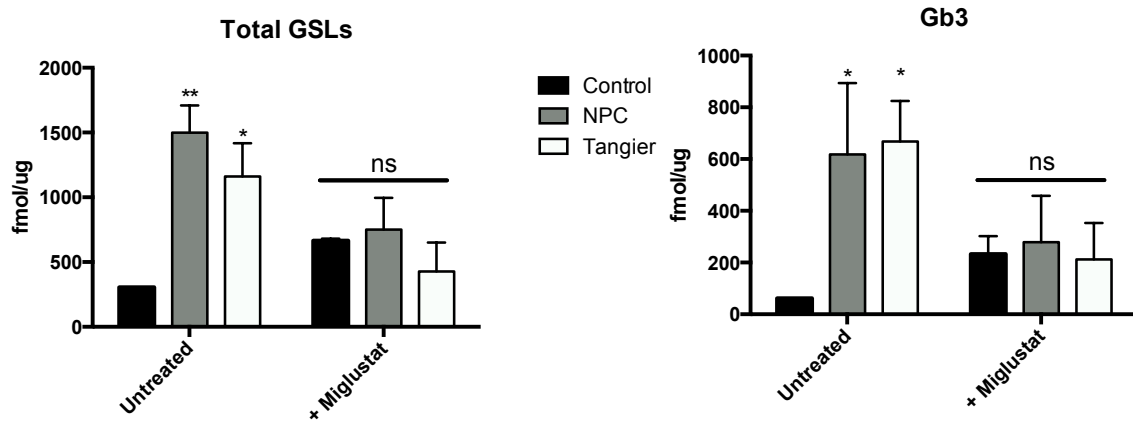 Total GSLs
fmol/ug
2000
1500
1000
500
0
**
*
ns
Untreated
+ Miglustat
Control
NPC
Tangier
Gb3
fmol/ug
1000
800
600
400
200
0
*
*
ns
Untreated
+ Miglustat